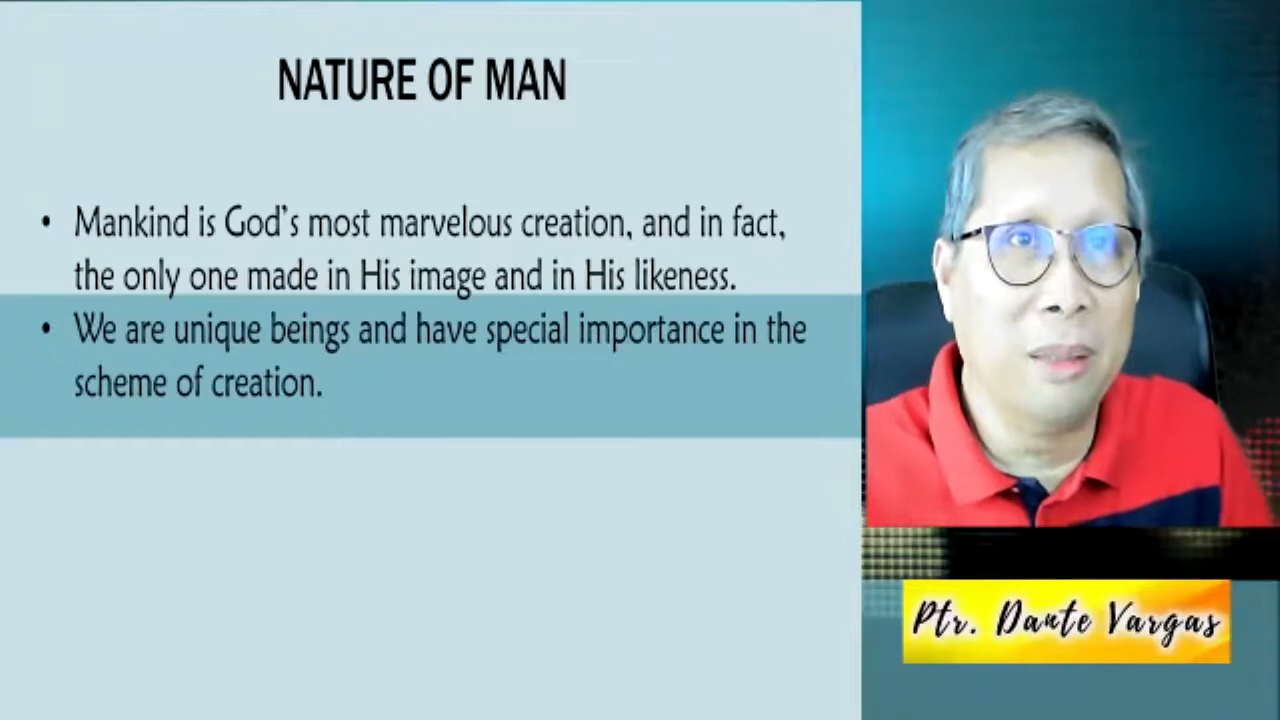 NATURE OF MAN
• Mankind is God's most marvelous creation, and in fact,
the only one made in His image and in His likeness.
• We are unique beings and have special importance in the
scheme of creation.
Ptr. Dante Vargas